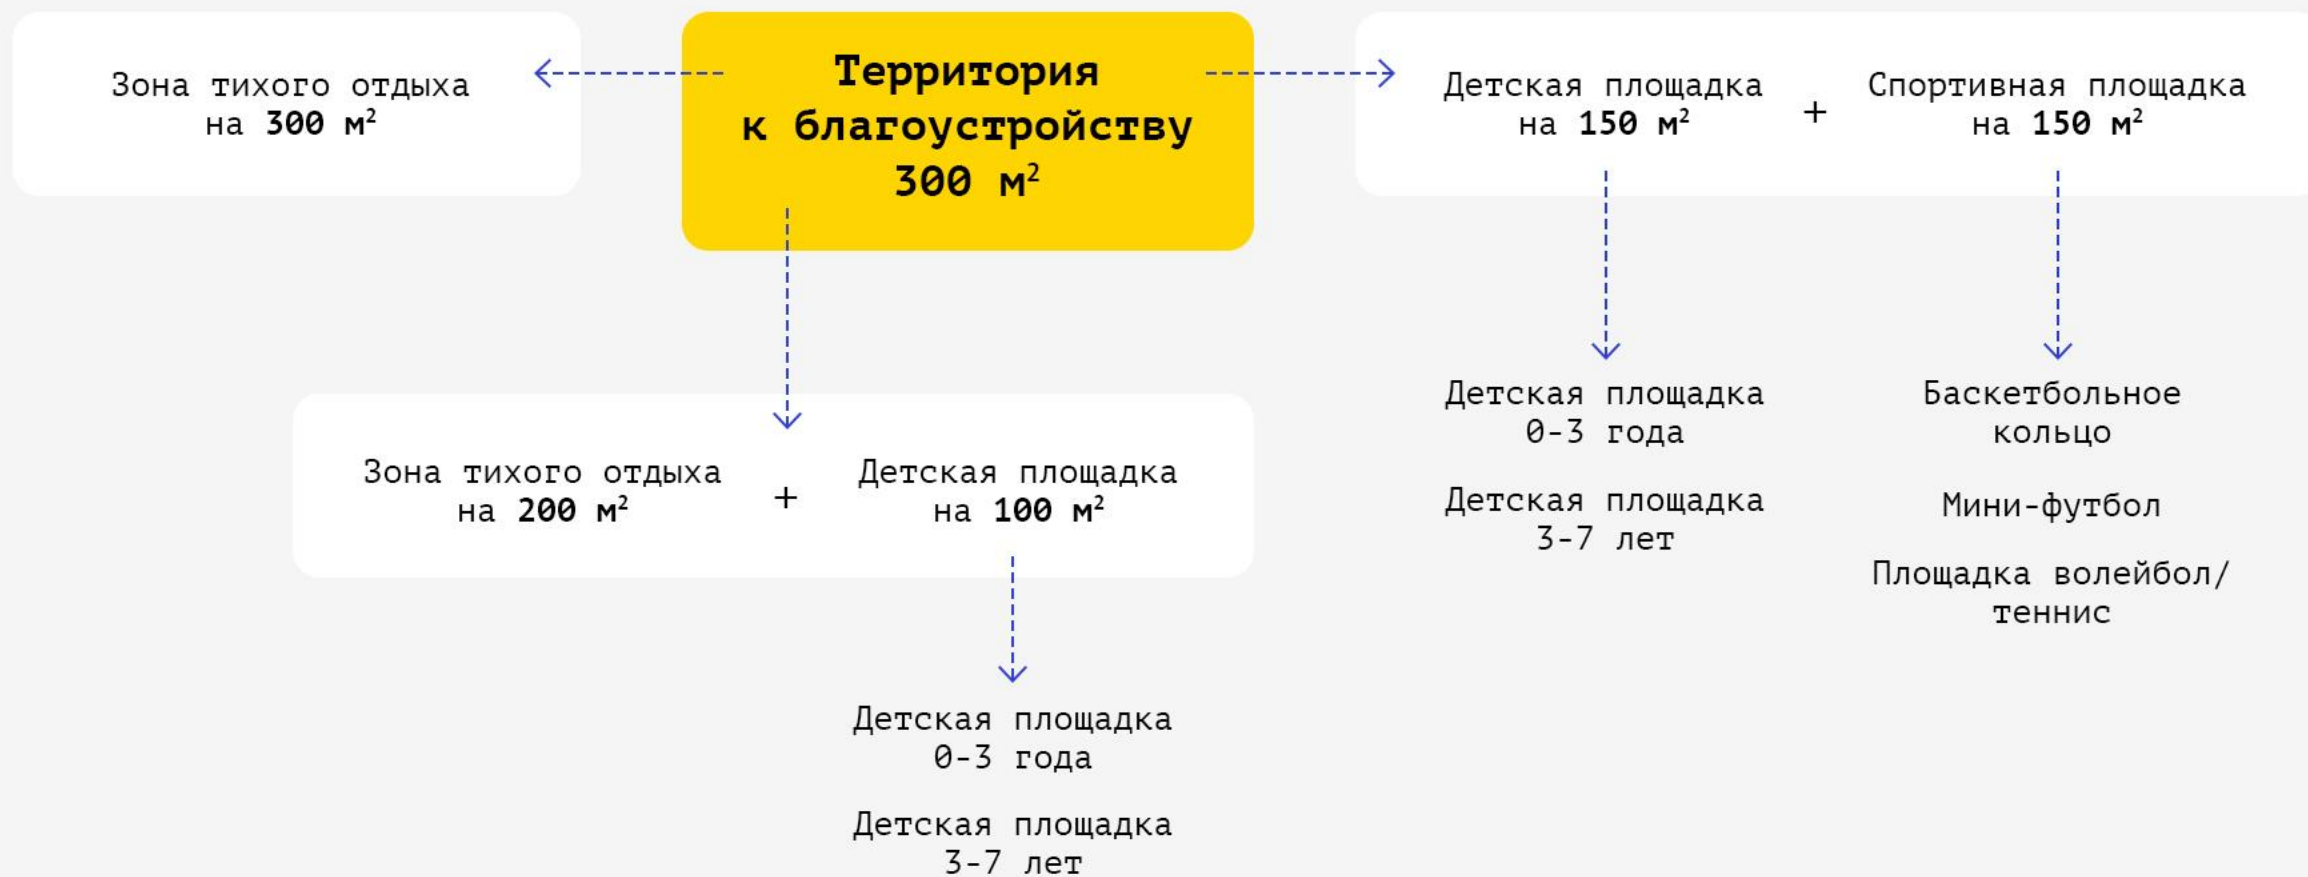 Зона тихого отдыха
на 300 м²
Территория
к благоустройству
300 м²
Детская площадка
на 150 м²
+
Спортивная площадка
на 150 м²
Детская площадка
0-3 года
Детская площадка
3-7 лет
Баскетбольное
кольцо
Мини-футбол
Площадка волейбол/
теннис
Зона тихого отдыха
на 200 м²
+
Детская площадка
на 100 м²
Детская площадка
0-3 года
Детская площадка
3-7 лет